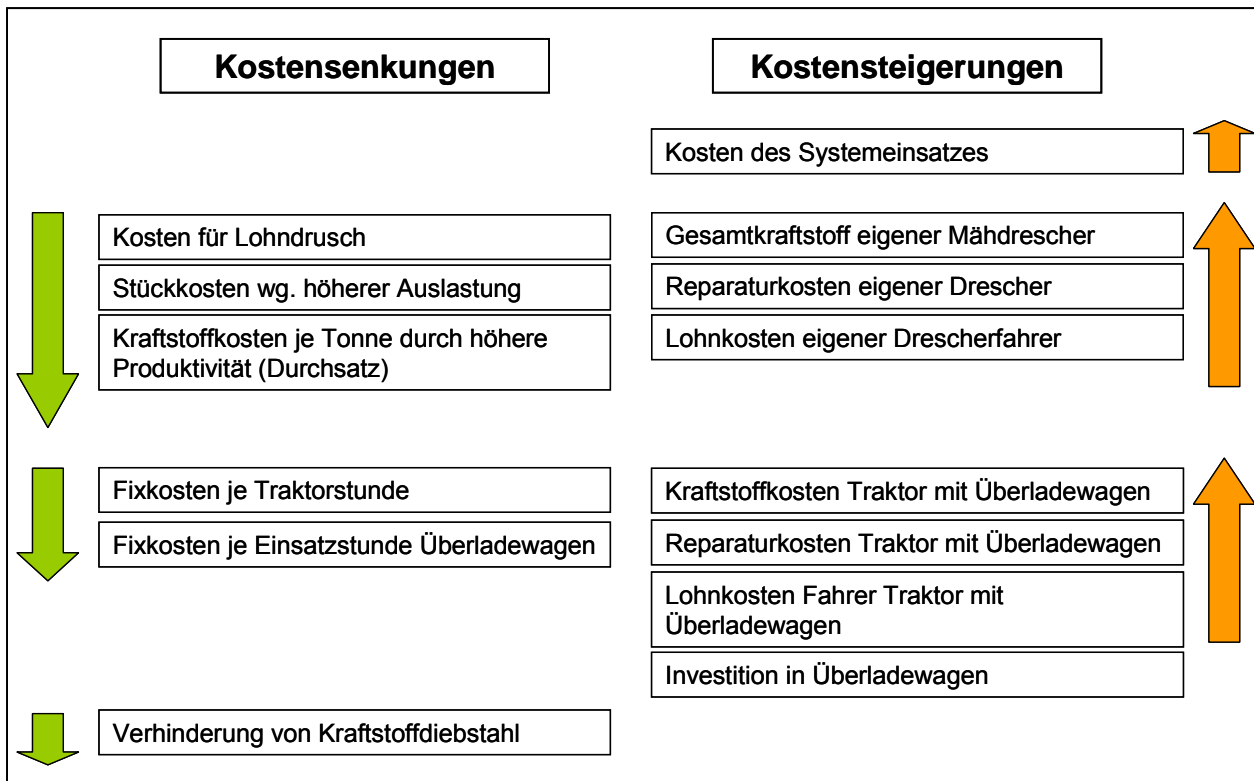 Kostensenkungen
Kostensteigerungen
Kosten des Systemeinsatzes
Kosten für Lohndrusch
Stückkosten wg. höherer Auslastung
Kraftstoffkosten je Tonne durch höhere
Produktivität (Durchsatz)
Gesamtkraftstoff eigener Mähdrescher
Reparaturkosten eigener Drescher
Lohnkosten eigener Drescherfahrer
Fixkosten je Traktorstunde
Fixkosten je Einsatzstunde Überladewagen
Kraftstoffkosten Traktor mit Überladewagen
Reparaturkosten Traktor mit Überladewagen
Lohnkosten Fahrer Traktor mit
Überladewagen
Investition in Überladewagen
Verhinderung von Kraftstoffdiebstahl